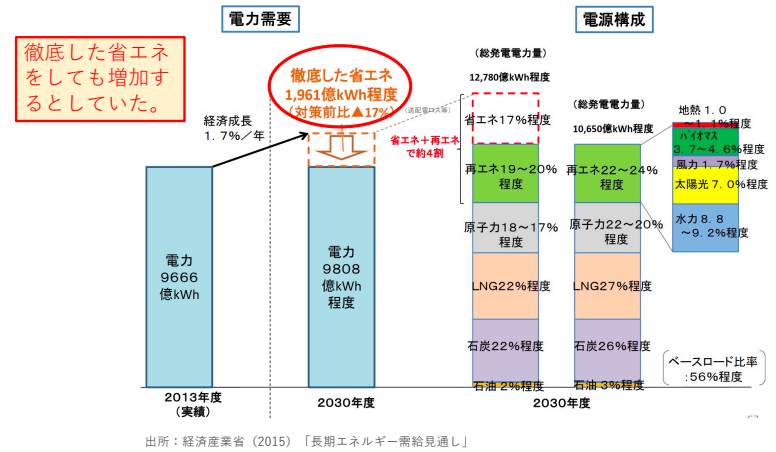 電力需要
電源構成
徹底した省エネ
をしても増加す
るとしていた。
徹底した省エネ
1,961億kWh程度
(対策前比▲17%)
(送配電ロス等)
経済成長
1.7%/年
電力
9666
億kWh
電力
9808
億kWh
程度
2013年度
(実績)
2030年度
(総発電電力量)
12,780億kWh程度
省エネ+再エネ
で約4割
省エネ17%程度
再エネ19~20%
程度
原子力18~17%
程度
LNG22%程度
石炭22%程度
石油 2%程度
(総発電電力量)
10,650億kWh程度
再エネ22~24%
程度
原子力22~20%
程度
LNG27%程度
石炭26%程度
石油 3%程度
2030年度
地熱1.0
~1.1%程度
バイオマス
3.7~4.6%程度
風力1.7%程度
太陽光7.0%程度
水力8.8
~9.2%程度
ベースロード比率
:56%程度
出所:経済産業省(2015)「長期エネルギー需給見通し」